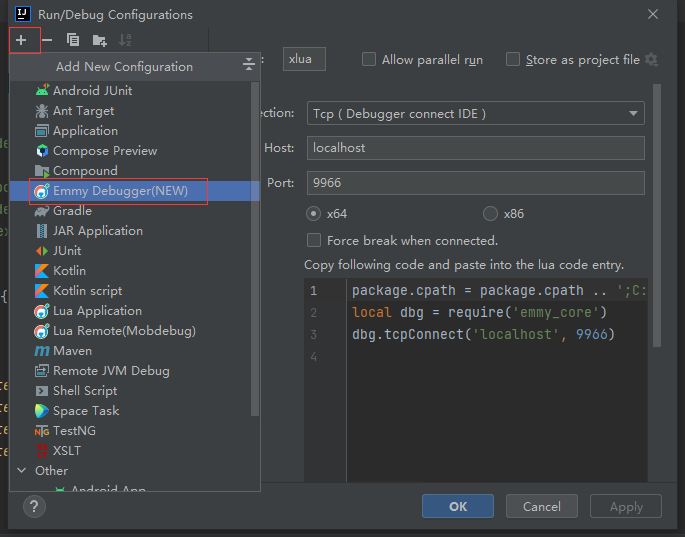 Run/Debug Configurations
Add New Configuration
Android JUnit
Ant Target
Application
Compose Preview
Compound
Emmy Debugger(NEW)
Gradle
JAR Application
JUnit
Kotlin
Kotlin script
Lua Application
Lua Remote(Mobdebug)
Maven
Remote JVM Debug
Shell Script
Space Task
TestNG
XSLT
Other
Android App
: xlua Allow parallel run Store as project file
ection: Tcp ( Debugger connect IDE )
Host: localhost
Port: 9966
x64 x86
Force break when connected.
Copy following code and paste into the lua code entry.
1 package.cpath = package.cpath .. ';C:
2 local dbg = require('emmy_core')
3 dbg.tcpConnect('localhost', 9966)
4
? OK Cancel Apply